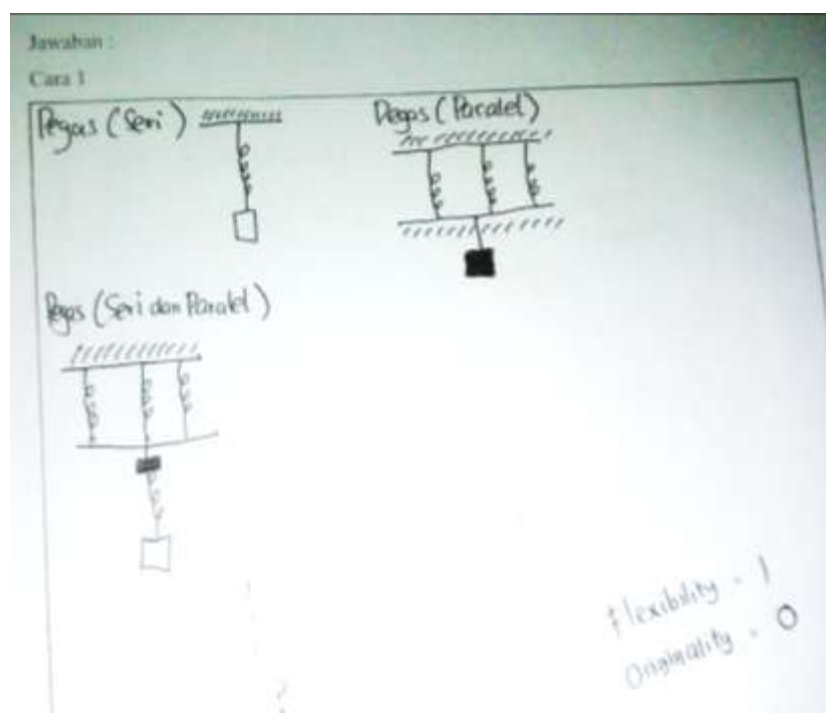 Jawaban :
Cara 1
Pegas (Seri)
Pegas (Paralel)
Pegas (Seri dan Paralel)
flexibility = 1
Originality = 0